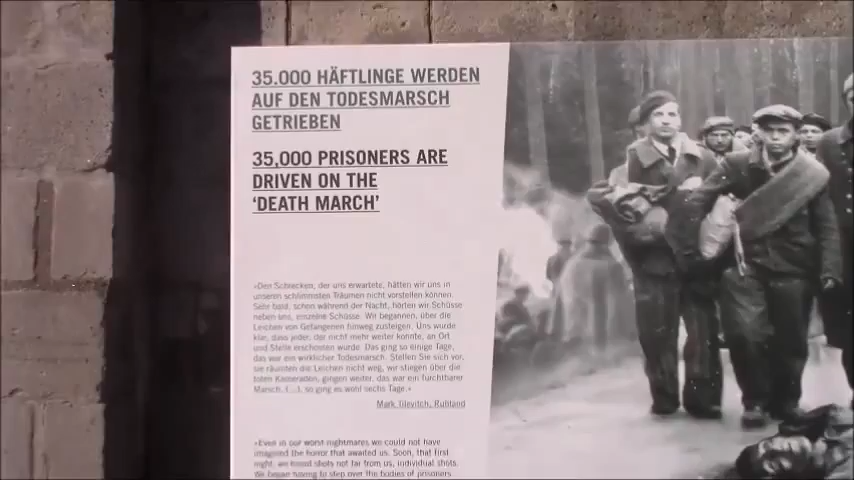 35.000 HÄFTLINGE WERDEN
AUF DEN TODESMARSCH
GETRIEBEN
35,000 PRISONERS ARE
DRIVEN ON THE
‘DEATH MARCH’
»Den Schrecken, der uns erwartete, hätten wir uns in
unseren schlimmsten Träumen nicht vorstellen können.
Sehr bald, schon während der Nacht, hörten wir Schüsse
neben uns, einzelne Schüsse. Wir begannen, über die
Leichen von Gefangenen hinweg zusteigen. Uns wurde
klar, dass jeder, der nicht mehr weiter konnte, an Ort
und Stelle erschossen wurde. Das ging so einige Tage,
das war ein wirklicher Todesmarsch. Stellen Sie sich vor,
sie räumten die Leichen nicht weg, wir stiegen über die
toten Kameraden, gingen weiter, das war ein furchtbarer
Marsch. (...), so ging es wohl sechs Tage.«
Mark Tilevitch, Rußland
»Even in our worst nightmares we could not have
imagined the horror that awaited us. Soon, that first
night, we heard shots not far from us, individual shots.
We began having to step over the bodies of prisoners